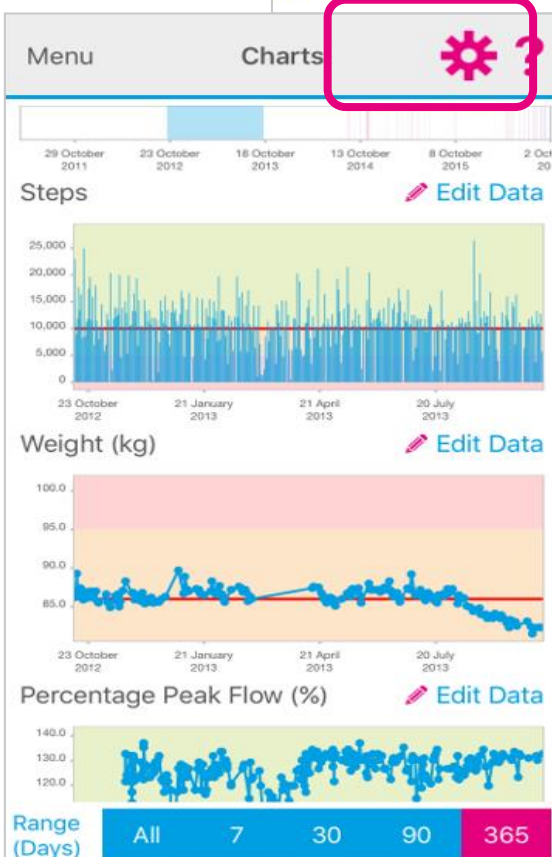 Menu Charts ?
29 October 23 October 16 October 13 October 8 October 2 Oct
2011 2012 2013 2014 2015 20
Steps Edit Data
25,000
20,000
15,000
10,000
5,000
0
23 October 21 January 21 April 20 July
2012 2013 2013 2013
Weight (kg) Edit Data
100.0
95.0
90.0
85.0
23 October 21 January 21 April 20 July
2012 2013 2013 2013
Percentage Peak Flow (%) Edit Data
140.0
130.0
120.0
Range
(Days) All 7 30 90 365